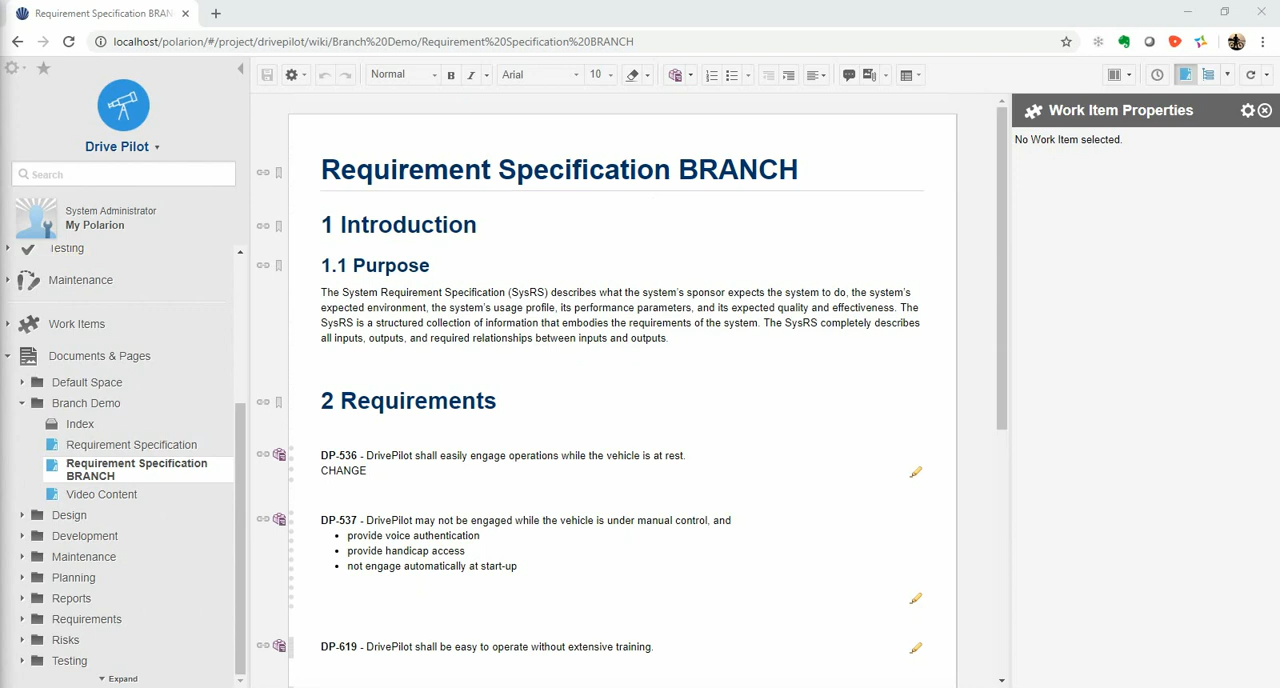 Requirement Specification BRAN
localhost/polarion/#/project/drivepilot/wiki/Branch%20Demo/Requirement%20Specification%20BRANCH
Normal
B
I
Arial
10
Drive Pilot
Search
System Administrator
My Polarion
Testing
Maintenance
Work Items
Documents & Pages
Default Space
Branch Demo
Index
Requirement Specification
Requirement Specification
BRANCH
Video Content
Design
Development
Maintenance
Planning
Reports
Requirements
Risks
Testing
Expand
Requirement Specification BRANCH
1 Introduction
1.1 Purpose
The System Requirement Specification (SysRS) describes what the system's sponsor expects the system to do, the system's
expected environment, the system's usage profile, its performance parameters, and its expected quality and effectiveness. The
SysRS is a structured collection of information that embodies the requirements of the system. The SysRS completely describes
all inputs, outputs, and required relationships between inputs and outputs.
2 Requirements
DP-536 - DrivePilot shall easily engage operations while the vehicle is at rest.
CHANGE
DP-537 - DrivePilot may not be engaged while the vehicle is under manual control, and
• provide voice authentication
• provide handicap access
• not engage automatically at start-up
DP-619 - DrivePilot shall be easy to operate without extensive training.
Work Item Properties
No Work Item selected.